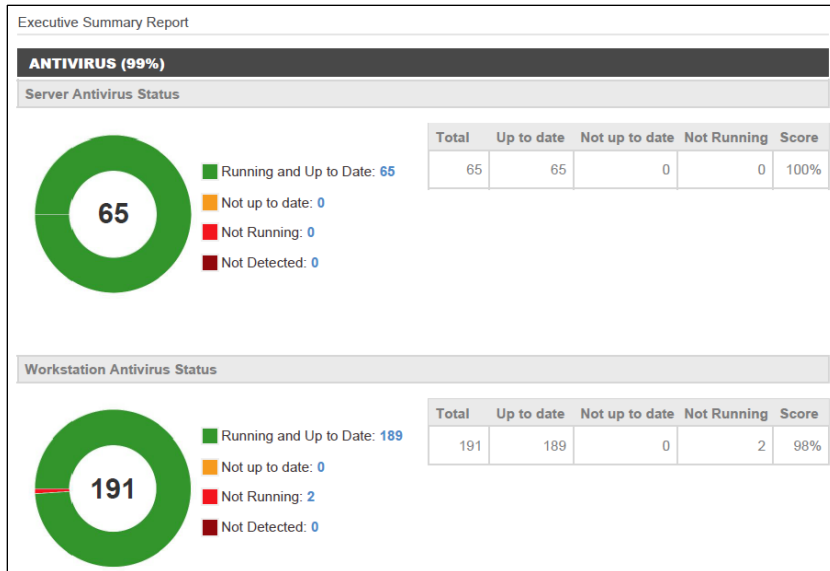 Executive Summary Report
ANTIVIRUS (99%)
Server Antivirus Status
65
Running and Up to Date: 65
Not up to date: 0
Not Running: 0
Not Detected: 0
Total Up to date Not up to date Not Running Score
65 65 0 0 100%
Workstation Antivirus Status
191
Running and Up to Date: 189
Not up to date: 0
Not Running: 2
Not Detected: 0
Total Up to date Not up to date Not Running Score
191 189 0 2 98%